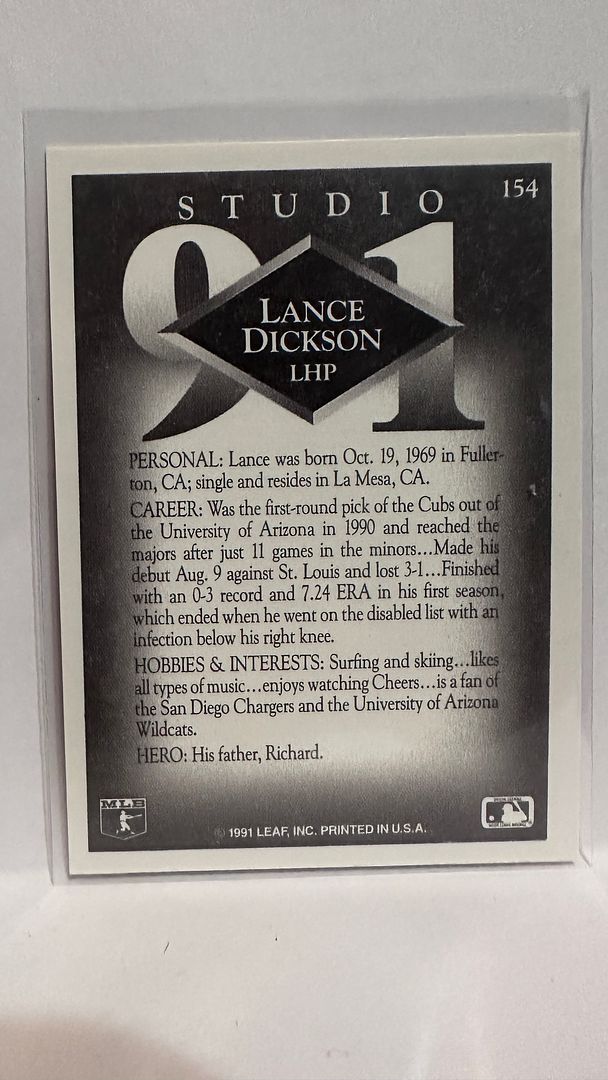 STUDIO
154
91
LANCE
DICKSON
LHP
PERSONAL: Lance was born Oct. 19, 1969 in Fuller-
ton, CA; single and resides in La Mesa, CA.
CAREER: Was the first-round pick of the Cubs out of
the University of Arizona in 1990 and reached the
majors after just 11 games in the minors...Made his
debut Aug. 9 against St. Louis and lost 3-1...Finished
with an 0-3 record and 7.24 ERA in his first season,
which ended when he went on the disabled list with an
infection below his right knee.
HOBBIES & INTERESTS: Surfing and skiing...likes
all types of music...enjoys watching Cheers...is a fan of
the San Diego Chargers and the University of Arizona
Wildcats.
HERO: His father, Richard.
MLB
© 1991 LEAF, INC. PRINTED IN U.S.A.